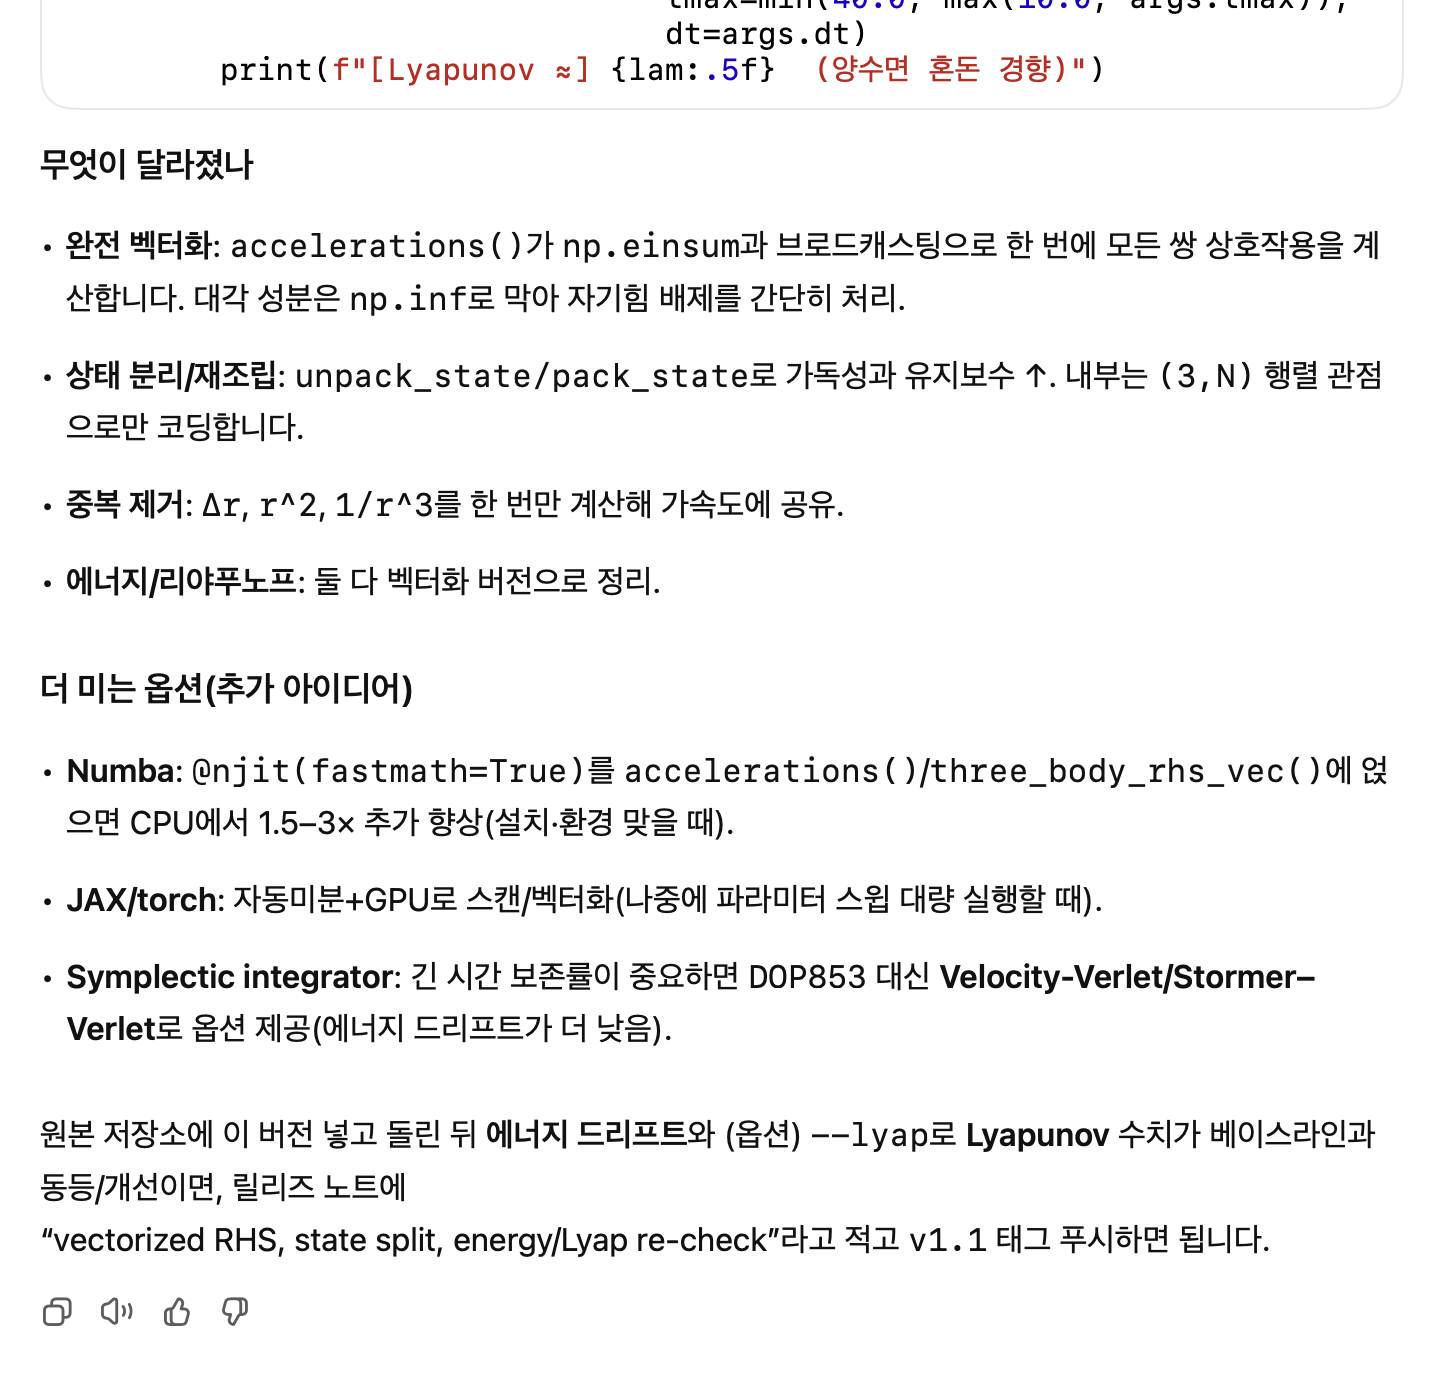 tmax=min(40.0, max(10.0, args.tmax)),
dt=args.dt)
print(f"[Lyapunov ≈] {lam:.5f}  (양수면 혼돈 경향)")
무엇이 달라졌나
• 완전 벡터화: accelerations()가 np.einsum과 브로드캐스팅으로 한 번에 모든 쌍 상호작용을 계
산합니다. 대각 성분은 np.inf로 막아 자기힘 배제를 간단히 처리.
• 상태 분리/재조립: unpack_state/pack_state로 가독성과 유지보수 ↑. 내부는 (3,N) 행렬 관점
으로만 코딩합니다.
• 중복 제거: Δr, r^2, 1/r^3를 한 번만 계산해 가속도에 공유.
• 에너지/리야푸노프: 둘 다 벡터화 버전으로 정리.
더 미는 옵션(추가 아이디어)
• Numba: @njit(fastmath=True)를 accelerations()/three_body_rhs_vec()에 얹
으면 CPU에서 1.5–3× 추가 향상(설치·환경 맞을 때).
• JAX/torch: 자동미분+GPU로 스캔/벡터화(나중에 파라미터 스윕 대량 실행할 때).
• Symplectic integrator: 긴 시간 보존률이 중요하면 DOP853 대신 Velocity-Verlet/Stormer–
Verlet로 옵션 제공(에너지 드리프트가 더 낮음).
원본 저장소에 이 버전 넣고 돌린 뒤 에너지 드리프트와 (옵션) --lyap로 Lyapunov 수치가 베이스라인과
동등/개선이면, 릴리즈 노트에
“vectorized RHS, state split, energy/Lyap re-check”라고 적고 v1.1 태그 푸시하면 됩니다.